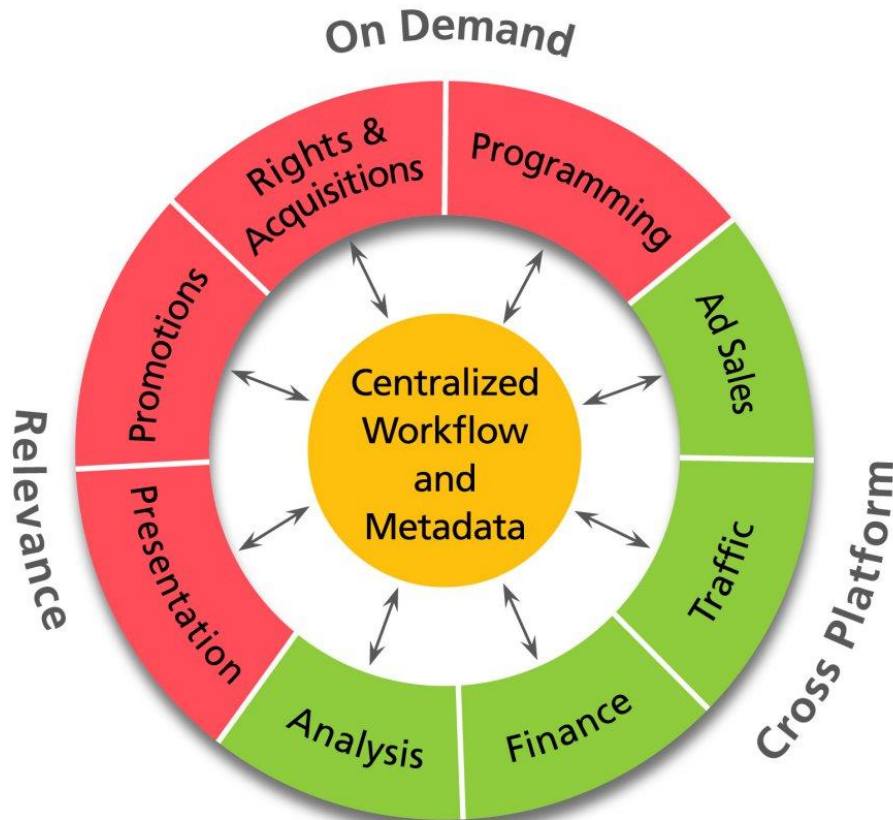 On Demand
Rights &
Acquisitions
Programming
Promotions
Ad Sales
Centralized
Workflow
and
Metadata
Relevance
Presentation
Traffic
Cross Platform
Analysis
Finance